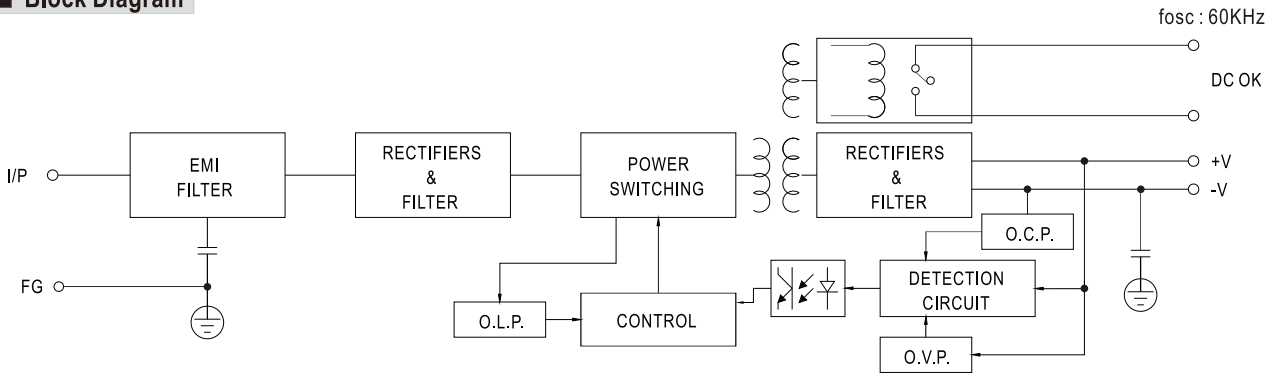 ■ Block Diagram
fosc : 60KHz
DC OK
I/P
EMI
FILTER
RECTIFIERS
&
FILTER
POWER
SWITCHING
RECTIFIERS
&
FILTER
+V
-V
O.C.P.
FG
O.L.P.
CONTROL
DETECTION
CIRCUIT
O.V.P.